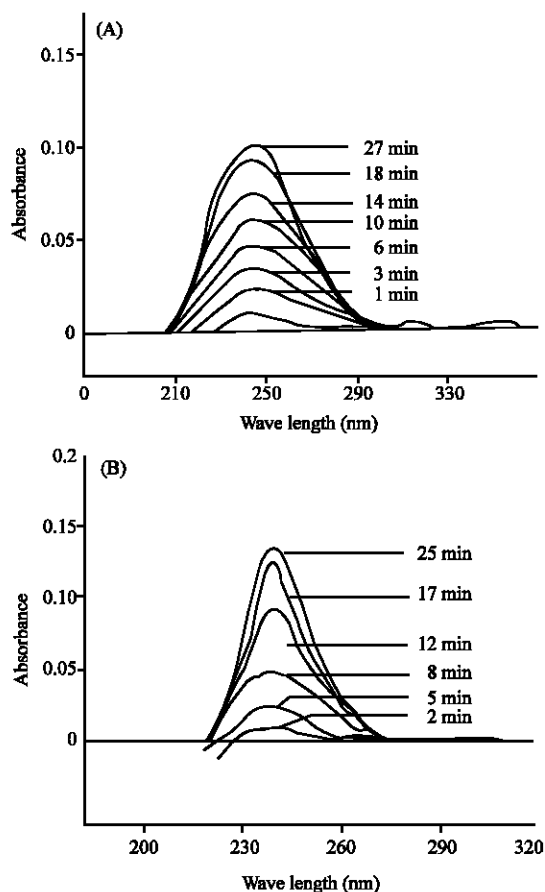 (A)
0.15
0.10
0.05
0
Absorbance
27 min
18 min
14 min
10 min
6 min
3 min
1 min
0 210 250 290 330
Wave length (nm)
0.2
(B)
0.15
0.10
0.05
0
Absorbance
25 min
17 min
12 min
8 min
5 min
2 min
200 230 260 290 320
Wave length (nm)